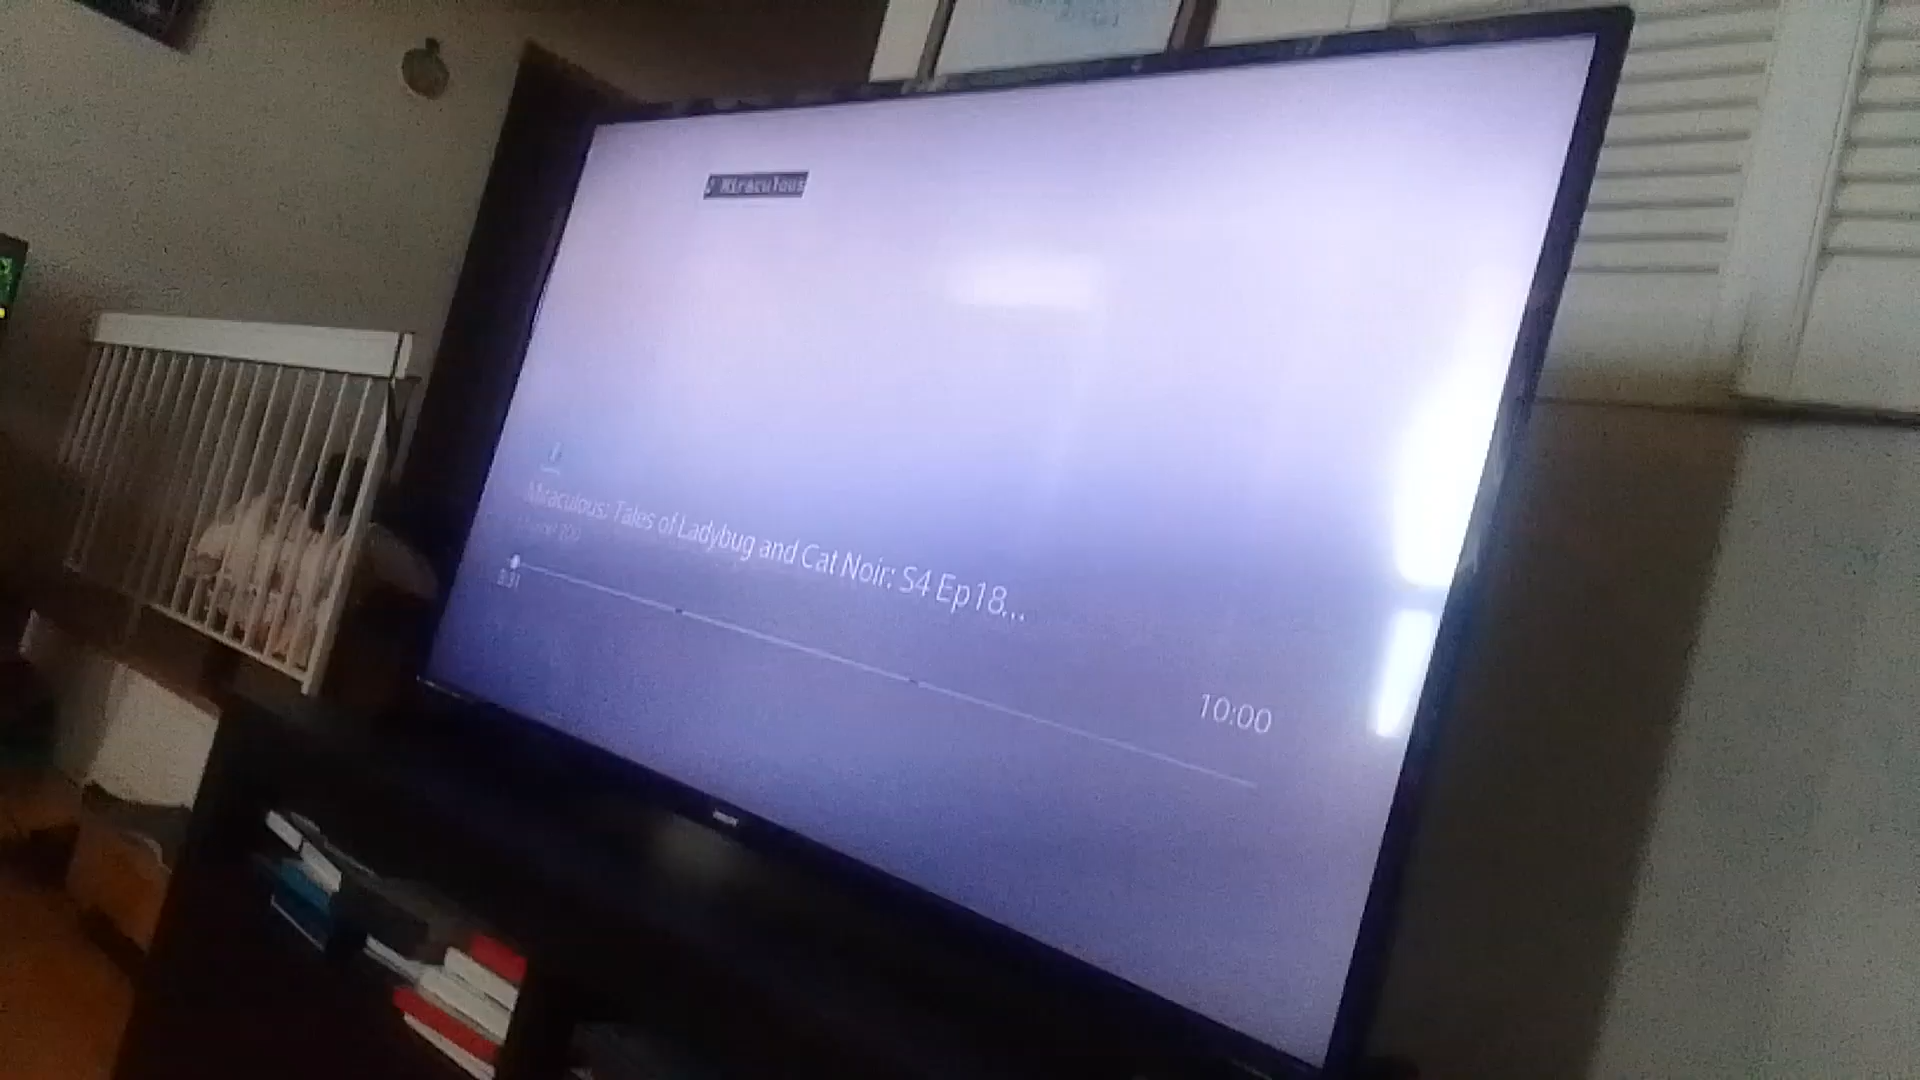 ♪ Miraculous
Miraculous: Tales of Ladybug and Cat Noir: S4 Ep18...
10:00